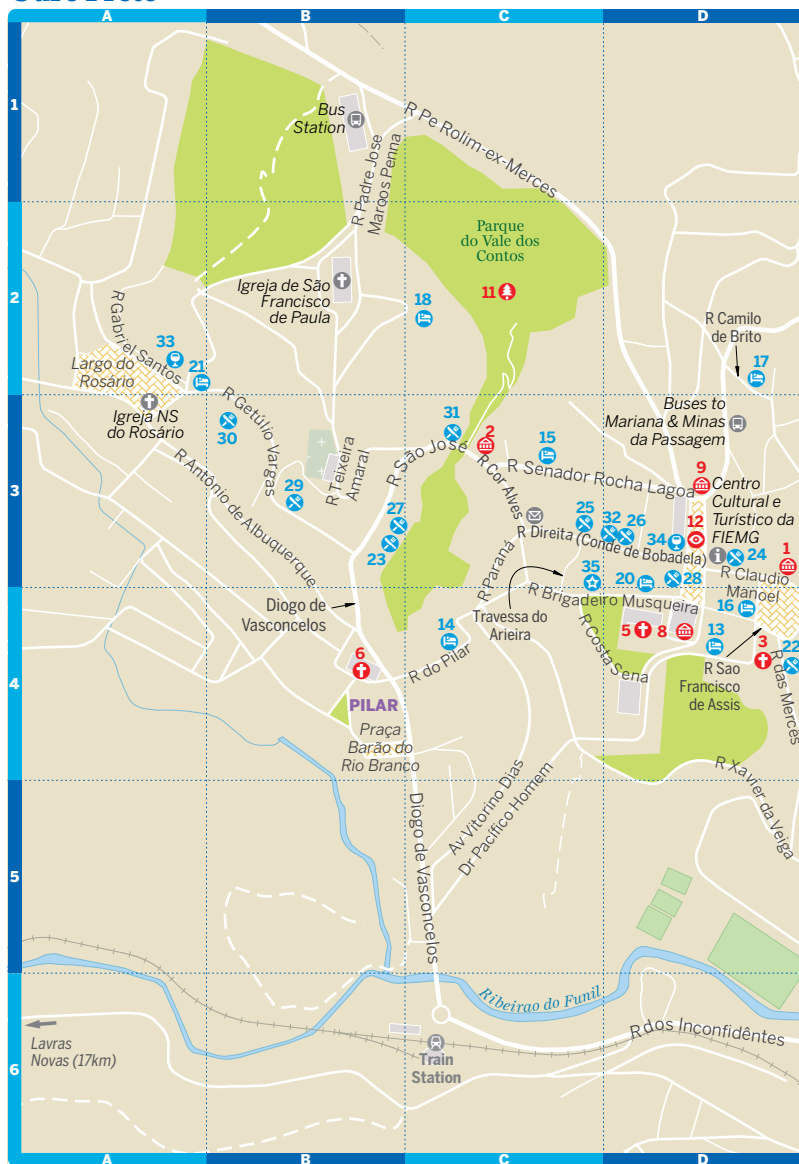 A
B
C
D
1
Bus
Station
R Pe Rolim-ex-Merces
R Padre Jose
Maroos Penna
Parque
do Vale dos
Contos
2
Igreja de São
Francisco
de Paula
11
18
R Gabriel Santos
33
21
Largo do
Rosário
R Camilo
de Brito
17
Igreja NS
do Rosário
30
R Getúlio Vargas
Buses to
Mariana & Minas
da Passagem
31
2
15
R São José
R Teixeira
Amaral
R Cor Alves
R Senador Rocha Lagoa
9
3
R Antônio de Albuquerque
29
27
23
25
32
26
R Direita (Conde de Bobadela)
34
12
Centro
Cultural e
Turístico da
FIEMG
24
1
R Claudio
Manoel
R Paraná
35
20
28
Diogo de
Vasconcelos
Travessa do
Arieira
R Brigadeiro Musqueira
16
14
5
8
13
3
22
6
R do Pilar
R Costa Sena
R Sao
Francisco
de Assis
R das Mercês
4
PILAR
Praça
Barão do
Rio Branco
R Xavier da Veiga
Av Vitorino Dias
Dr Pacífico Homem
Diogo de Vasconcelos
5
Ribeirao do Funil
R dos Inconfidêntes
Lavras
Novas (17km)
Train
Station
6
A
B
C
D